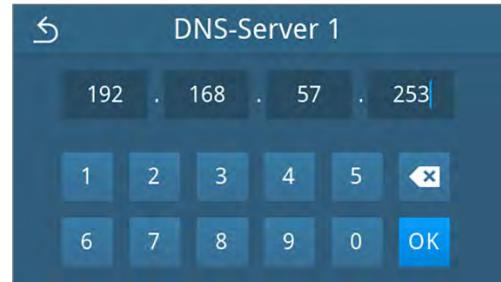 DNS-Server 1
192 . 168 . 57 . 253
1 2 3 4 5
6 7 8 9 0 OK